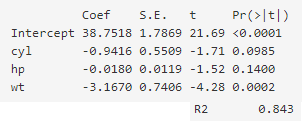 Coef S.E. t Pr(>|t|)
Intercept 38.7518 1.7869 21.69 <0.0001
cyl -0.9416 0.5509 -1.71 0.0985
hp -0.0180 0.0119 -1.52 0.1400
wt -3.1670 0.7406 -4.28 0.0002
R2 0.843